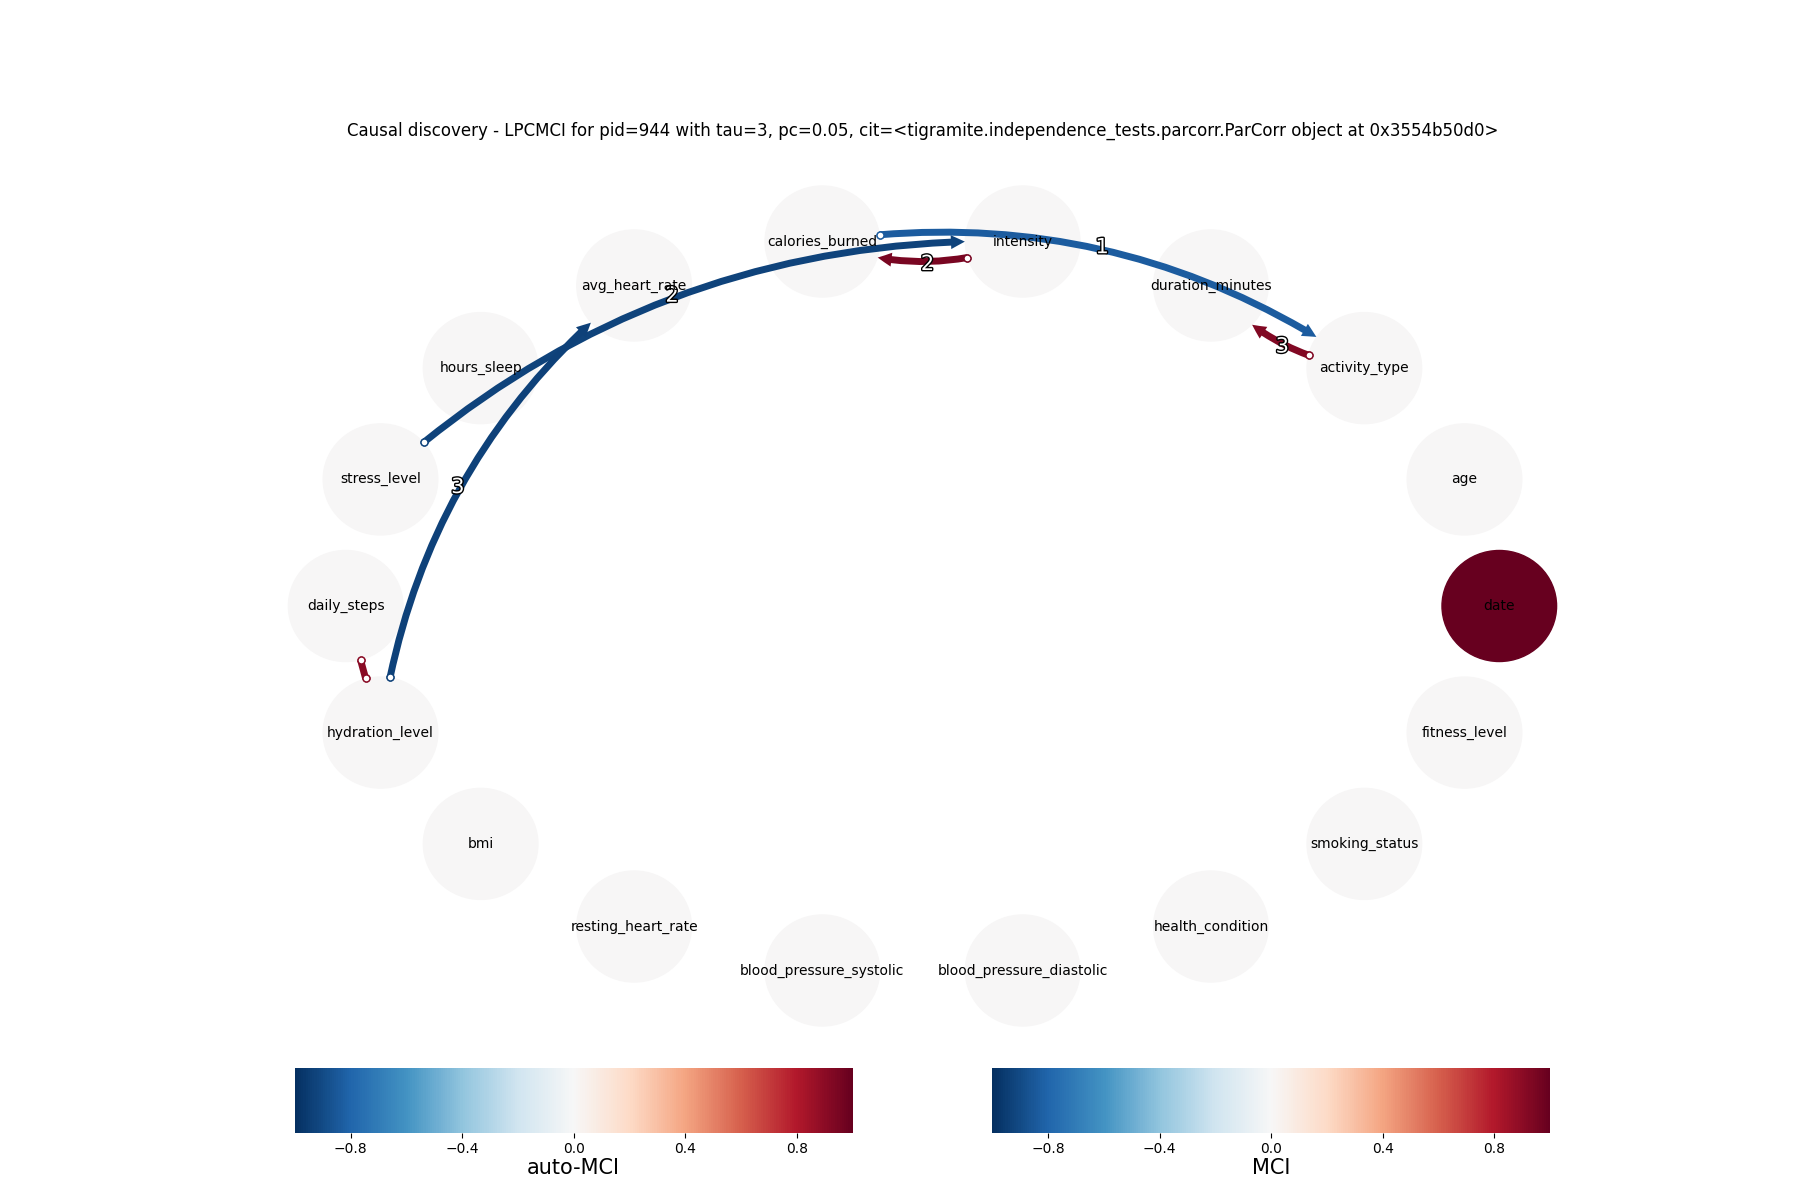 Causal discovery - LPCMCI for pid=944 with tau=3, pc=0.05, cit=<tigramite.independence_tests.parcorr.ParCorr object at 0x3554b50d0>
calories_burned
intensity
1
2
avg_heart_rate
2
duration_minutes
3
hours_sleep
activity_type
stress_level
3
age
daily_steps
date
hydration_level
fitness_level
bmi
smoking_status
resting_heart_rate
health_condition
blood_pressure_systolic
blood_pressure_diastolic
−0.8 −0.4 0.0 0.4 0.8
auto-MCI
−0.8 −0.4 0.0 0.4 0.8
MCI